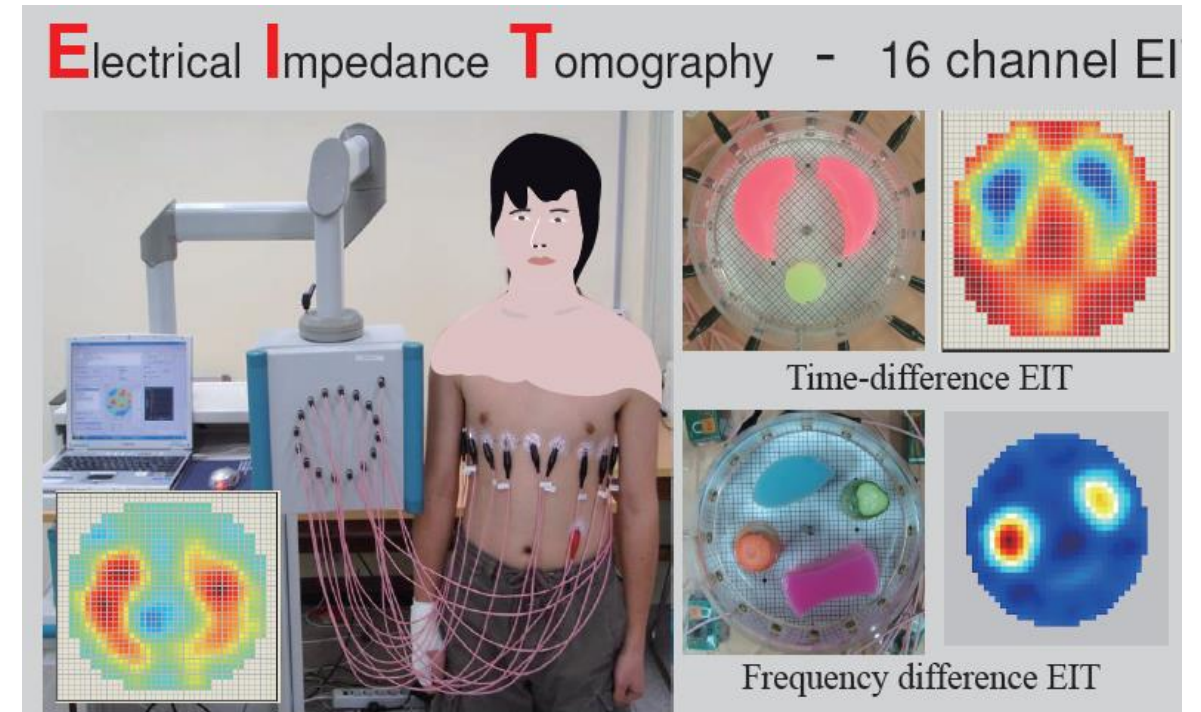 Electrical Impedance Tomography - 16 channel EI
Time-difference EIT
Frequency difference EIT